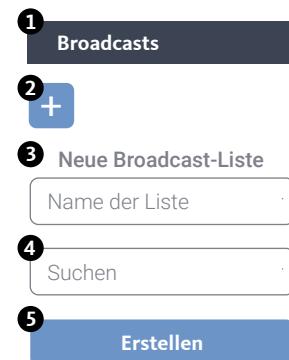 1
Broadcasts
2
+
3 Neue Broadcast-Liste
Name der Liste
4
Suchen
5
Erstellen